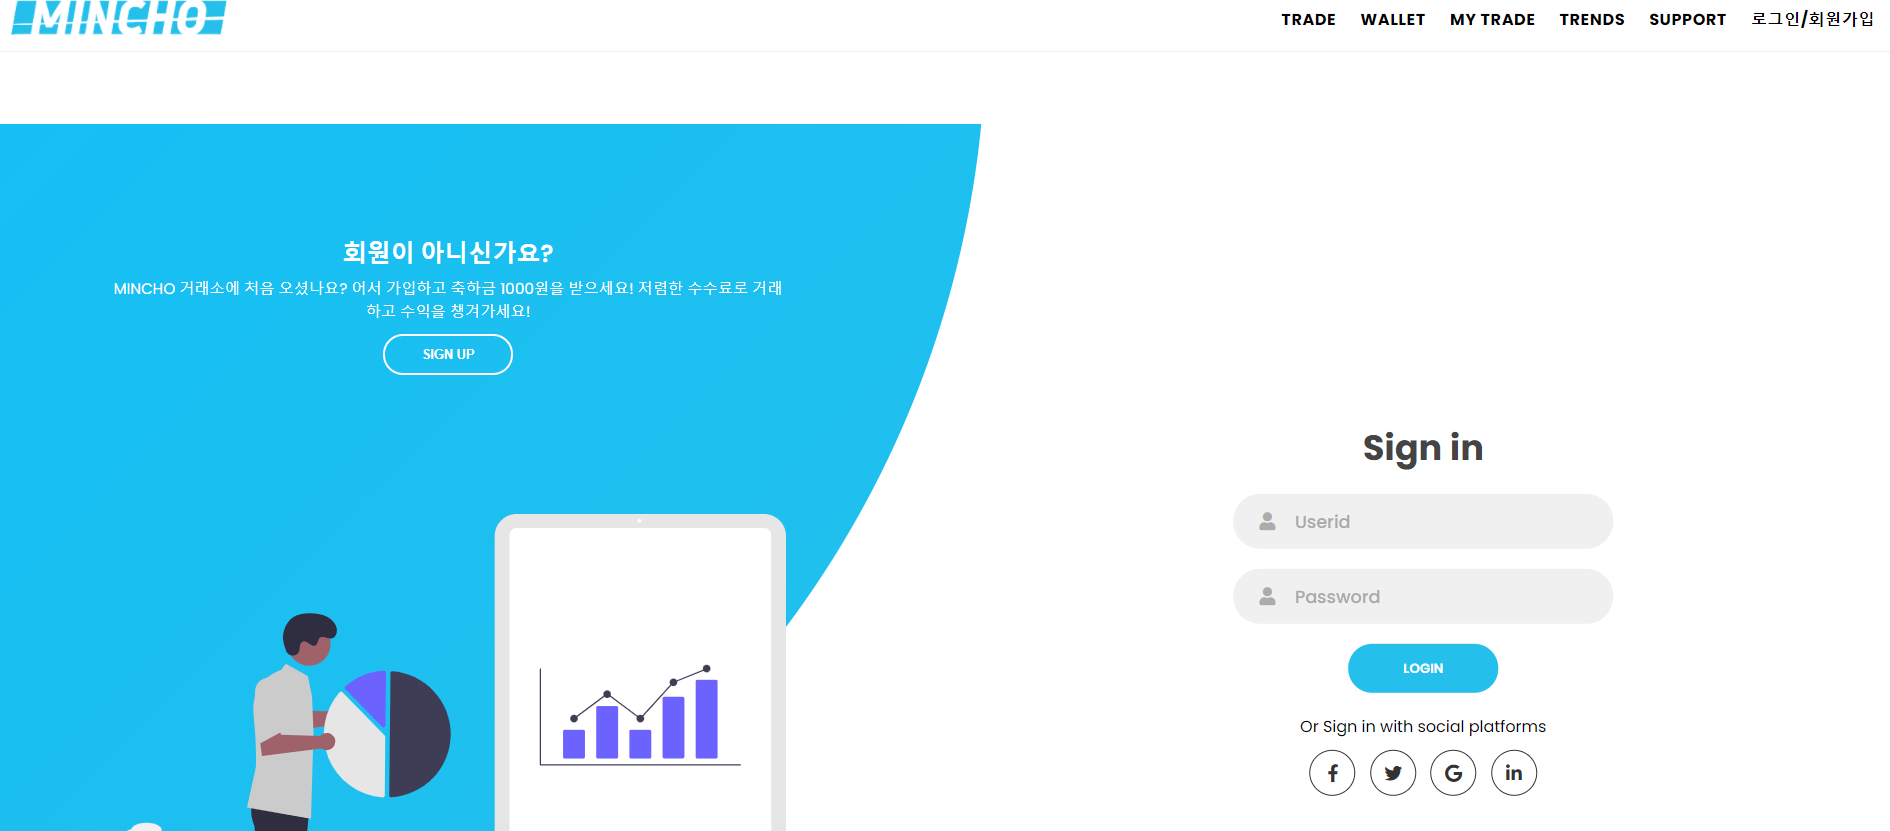 MINCHO
TRADE WALLET MY TRADE TRENDS SUPPORT 로그인/회원가입
회원이 아니신가요?
MINCHO 거래소에 처음 오셨나요? 어서 가입하고 축하금 1000원을 받으세요! 저렴한 수수료로 거래
하고 수익을 챙겨가세요!
SIGN UP
Sign in
Userid
Password
LOGIN
Or Sign in with social platforms